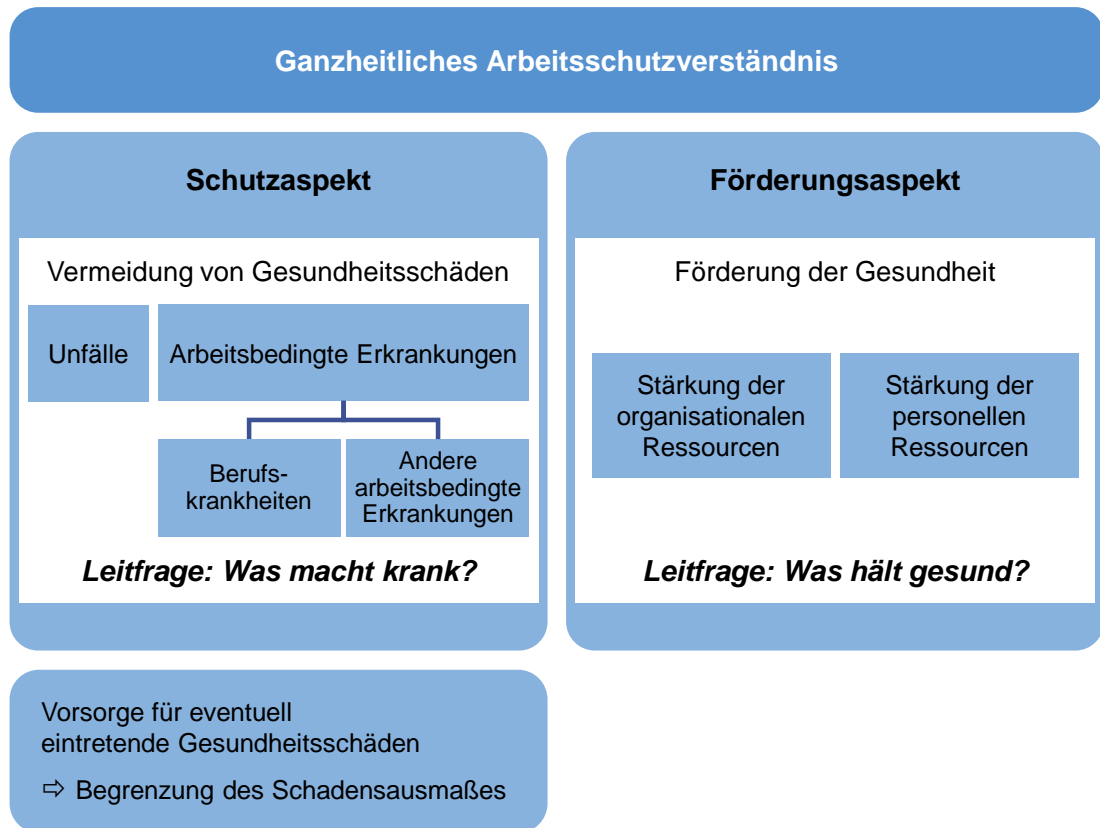 Ganzheitliches Arbeitsschutzverständnis
Schutzaspekt
Vermeidung von Gesundheitsschäden
Unfälle
Arbeitsbedingte Erkrankungen
Berufs-
krankheiten
Andere
arbeitsbedingte
Erkrankungen
Leitfrage: Was macht krank?
Förderungsaspekt
Förderung der Gesundheit
Stärkung der
organisationalen
Ressourcen
Stärkung der
personellen
Ressourcen
Leitfrage: Was hält gesund?
Vorsorge für eventuell
eintretende Gesundheitsschäden
⇨ Begrenzung des Schadensausmaßes